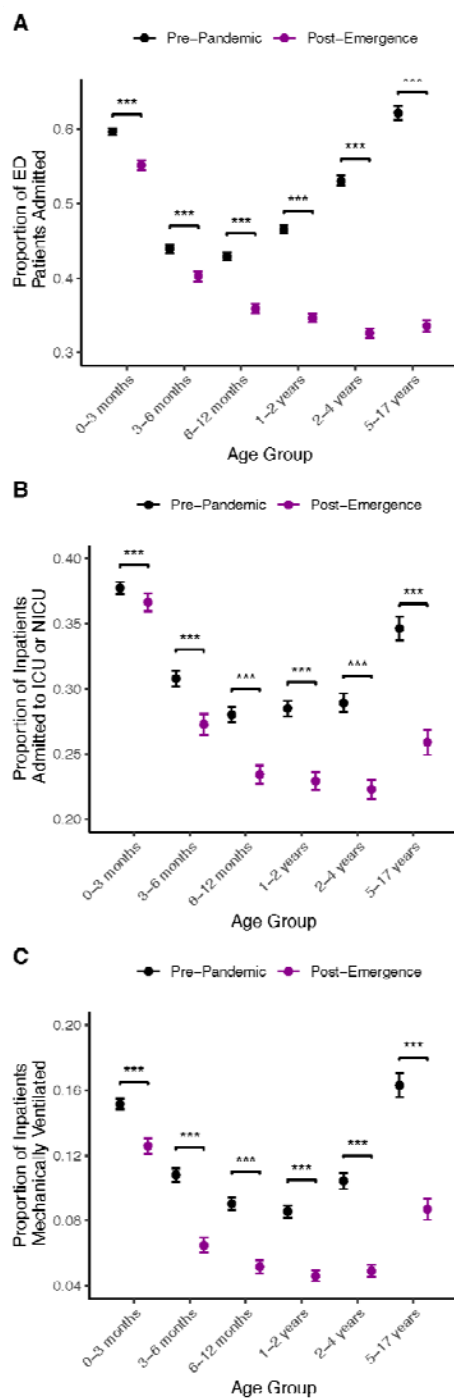 A
Pre-Pandemic Post-Emergence
Proportion of ED
Patients Admitted
0.6
0.5
0.4
0.3
*** *** *** *** *** ***
0-3 months 3-6 months 6-12 months 1-2 years 2-4 years 5-17 years
Age Group
B
Pre-Pandemic Post-Emergence
Proportion of Inpatients
Admitted to ICU or NICU
0.40
0.35
0.30
0.25
0.20
*** *** *** *** *** ***
0-3 months 3-6 months 6-12 months 1-2 years 2-4 years 5-17 years
Age Group
C
Pre-Pandemic Post-Emergence
Proportion of Inpatients
Mechanically Ventilated
0.20
0.16
0.12
0.08
0.04
*** *** *** *** *** ***
0-3 months 3-6 months 6-12 months 1-2 years 2-4 years 5-17 years
Age Group